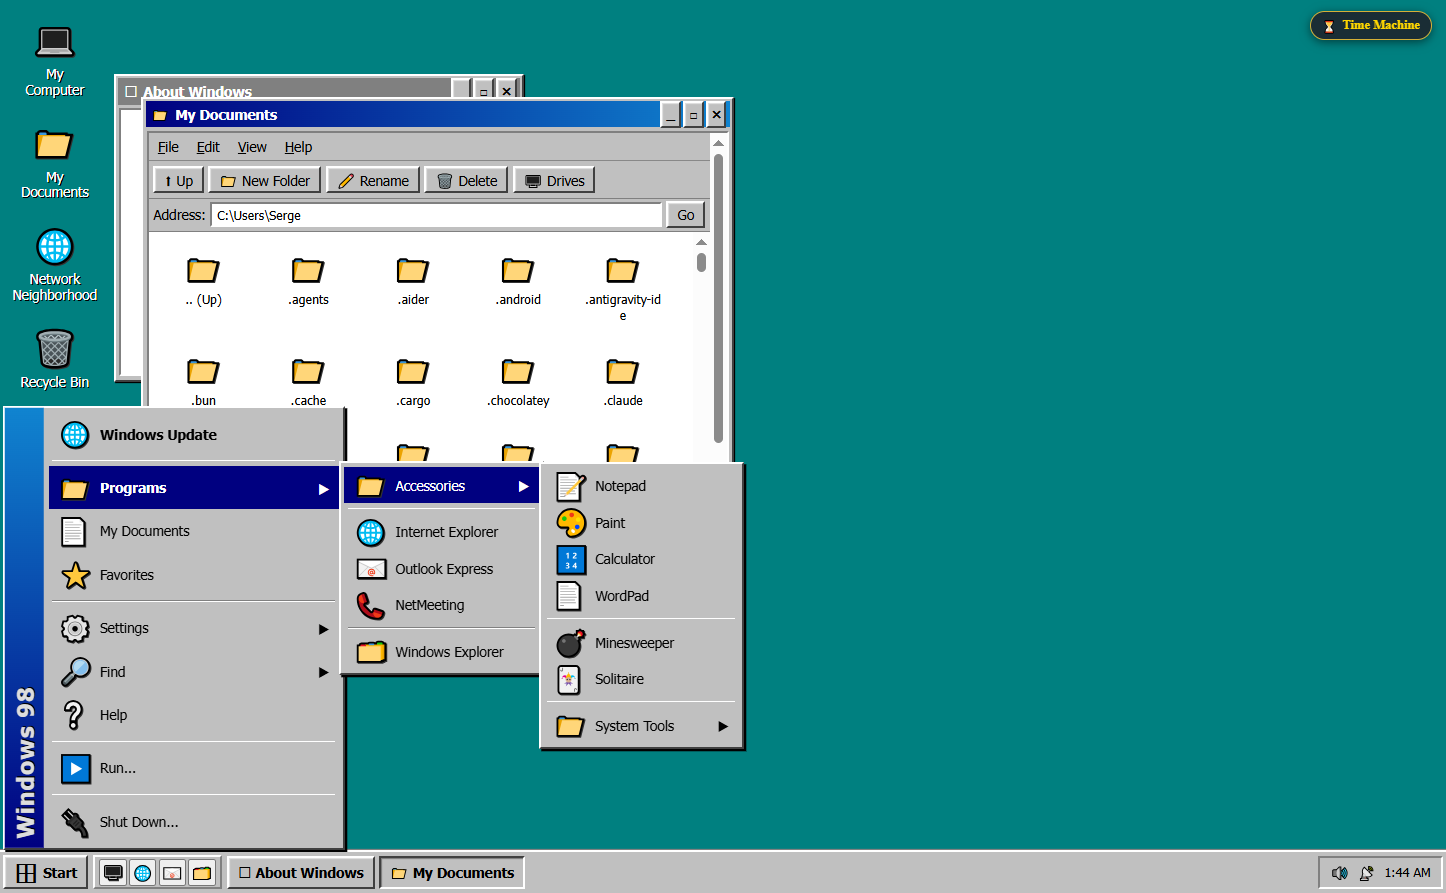 Time Machine
My
Computer
My
Documents
Network
Neighborhood
Recycle Bin
About Windows
My Documents
File Edit View Help
Up New Folder Rename Delete Drives
Address: C:\Users\Serge Go
.. (Up) .agents .aider .android .antigravity-id
e
.bun .cache .cargo .chocolatey .claude
Windows 98
Windows Update
Programs
My Documents
Favorites
Settings
Find
Help
Run...
Shut Down...
Accessories
Internet Explorer
Outlook Express
NetMeeting
Windows Explorer
Notepad
Paint
Calculator
WordPad
Minesweeper
Solitaire
System Tools
Start About Windows My Documents 1:44 AM